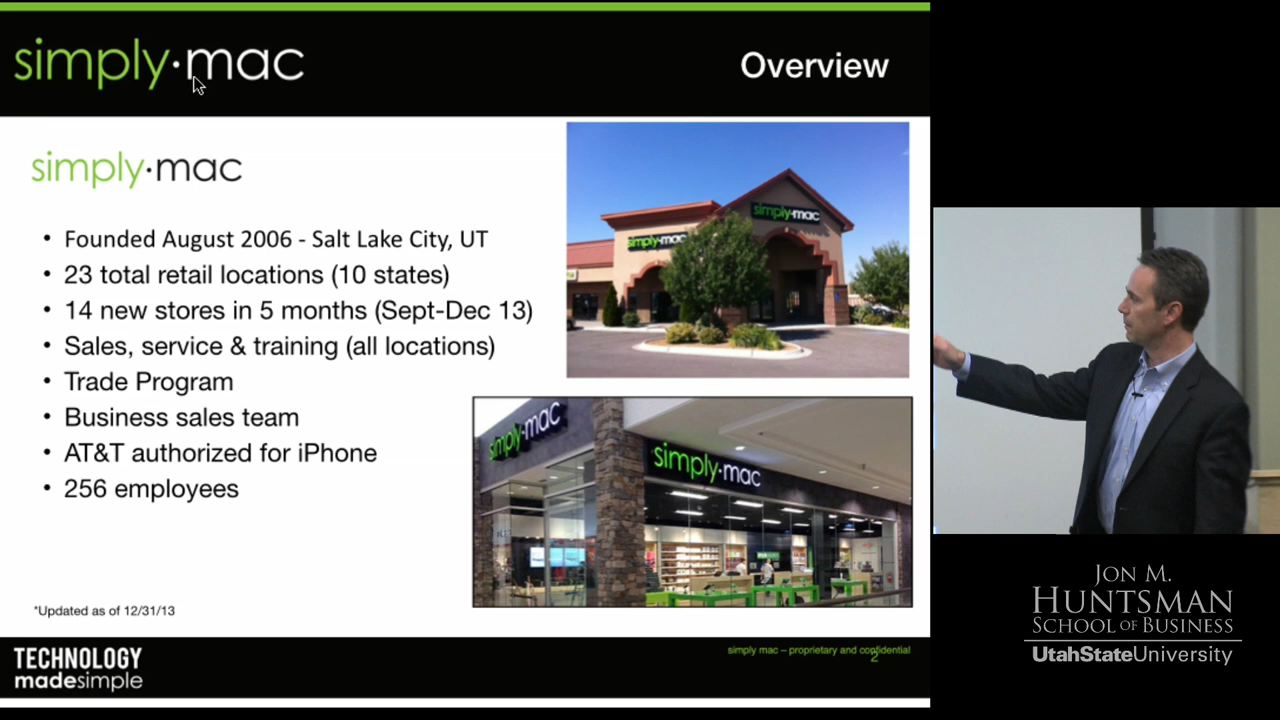 simply·mac
Overview
simply·mac
• Founded August 2006 - Salt Lake City, UT
• 23 total retail locations (10 states)
• 14 new stores in 5 months (Sept-Dec 13)
• Sales, service & training (all locations)
• Trade Program
• Business sales team
• AT&T authorized for iPhone
• 256 employees
simply·mac
simply·mac
simply·mac
simply·mac
*Updated as of 12/31/13
TECHNOLOGY
madesimple
simply mac – proprietary and confidential
2
JON M.
HUNTSMAN
SCHOOL OF BUSINESS
UtahStateUniversity